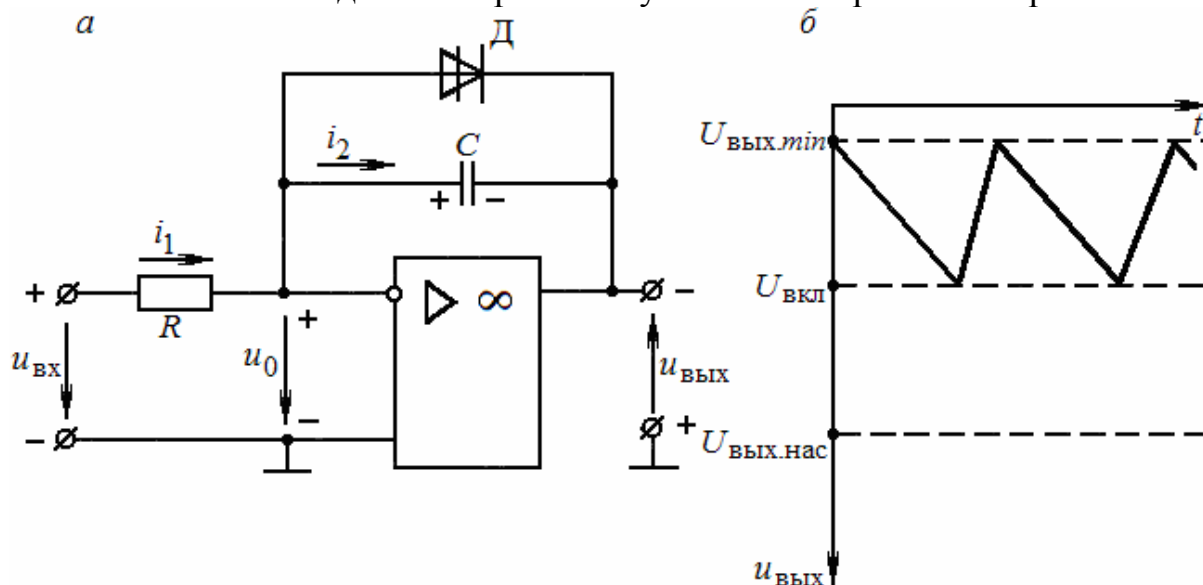 а
б
Д
i₂
C
+ −
i₁
+
R
▷ ∞
−
+
uвх
u₀
uвых
−
−
+
Uвых.min
t
Uвкл
Uвых.нас
uвых